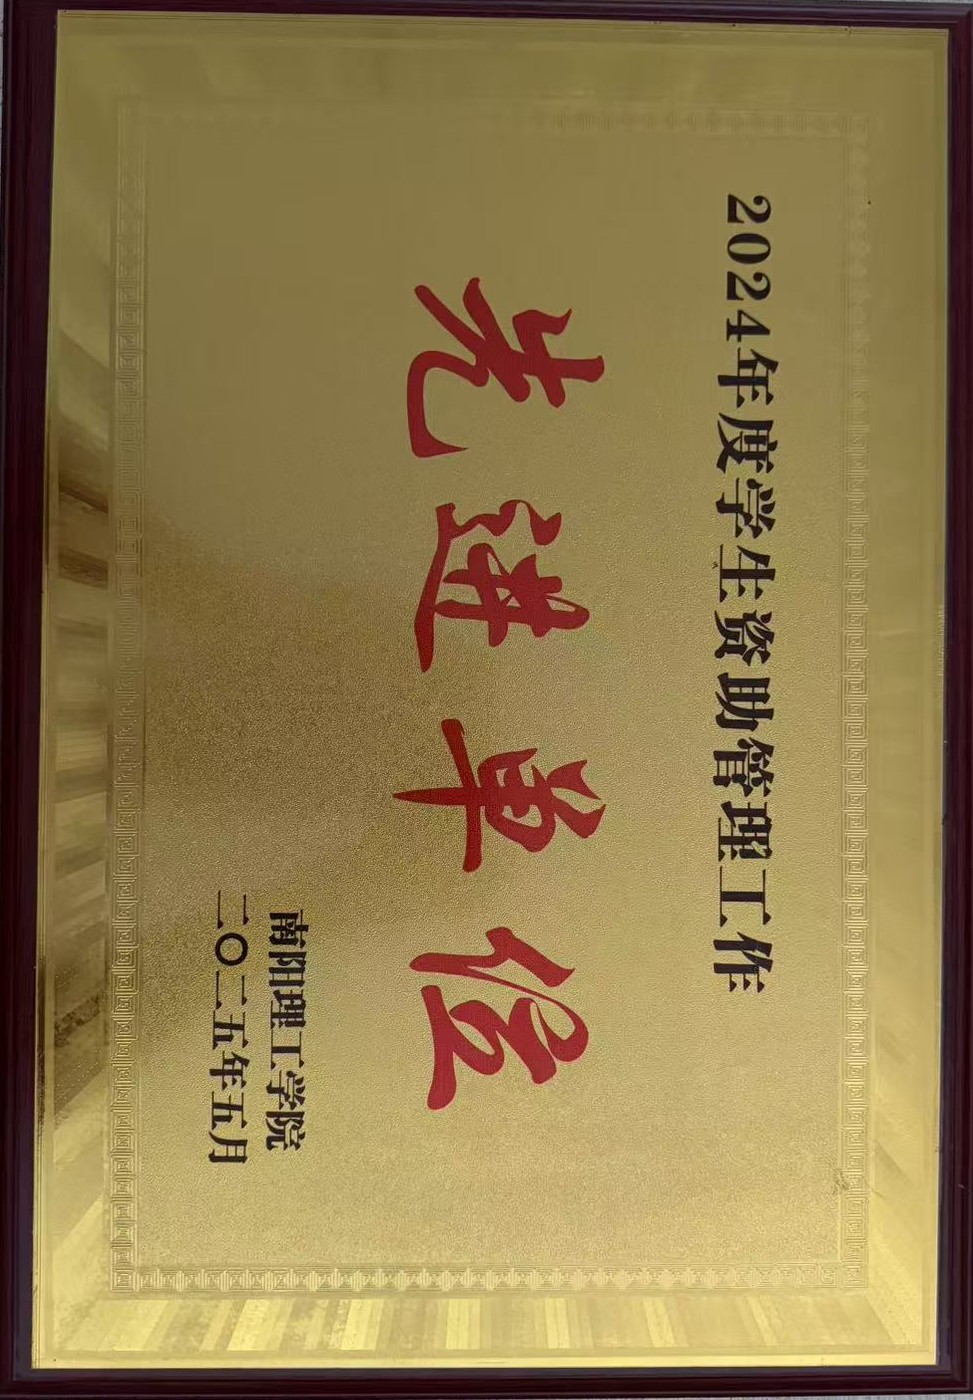 2024年度学生资助管理工作
先进单位
南阳理工学院
二〇二五年五月